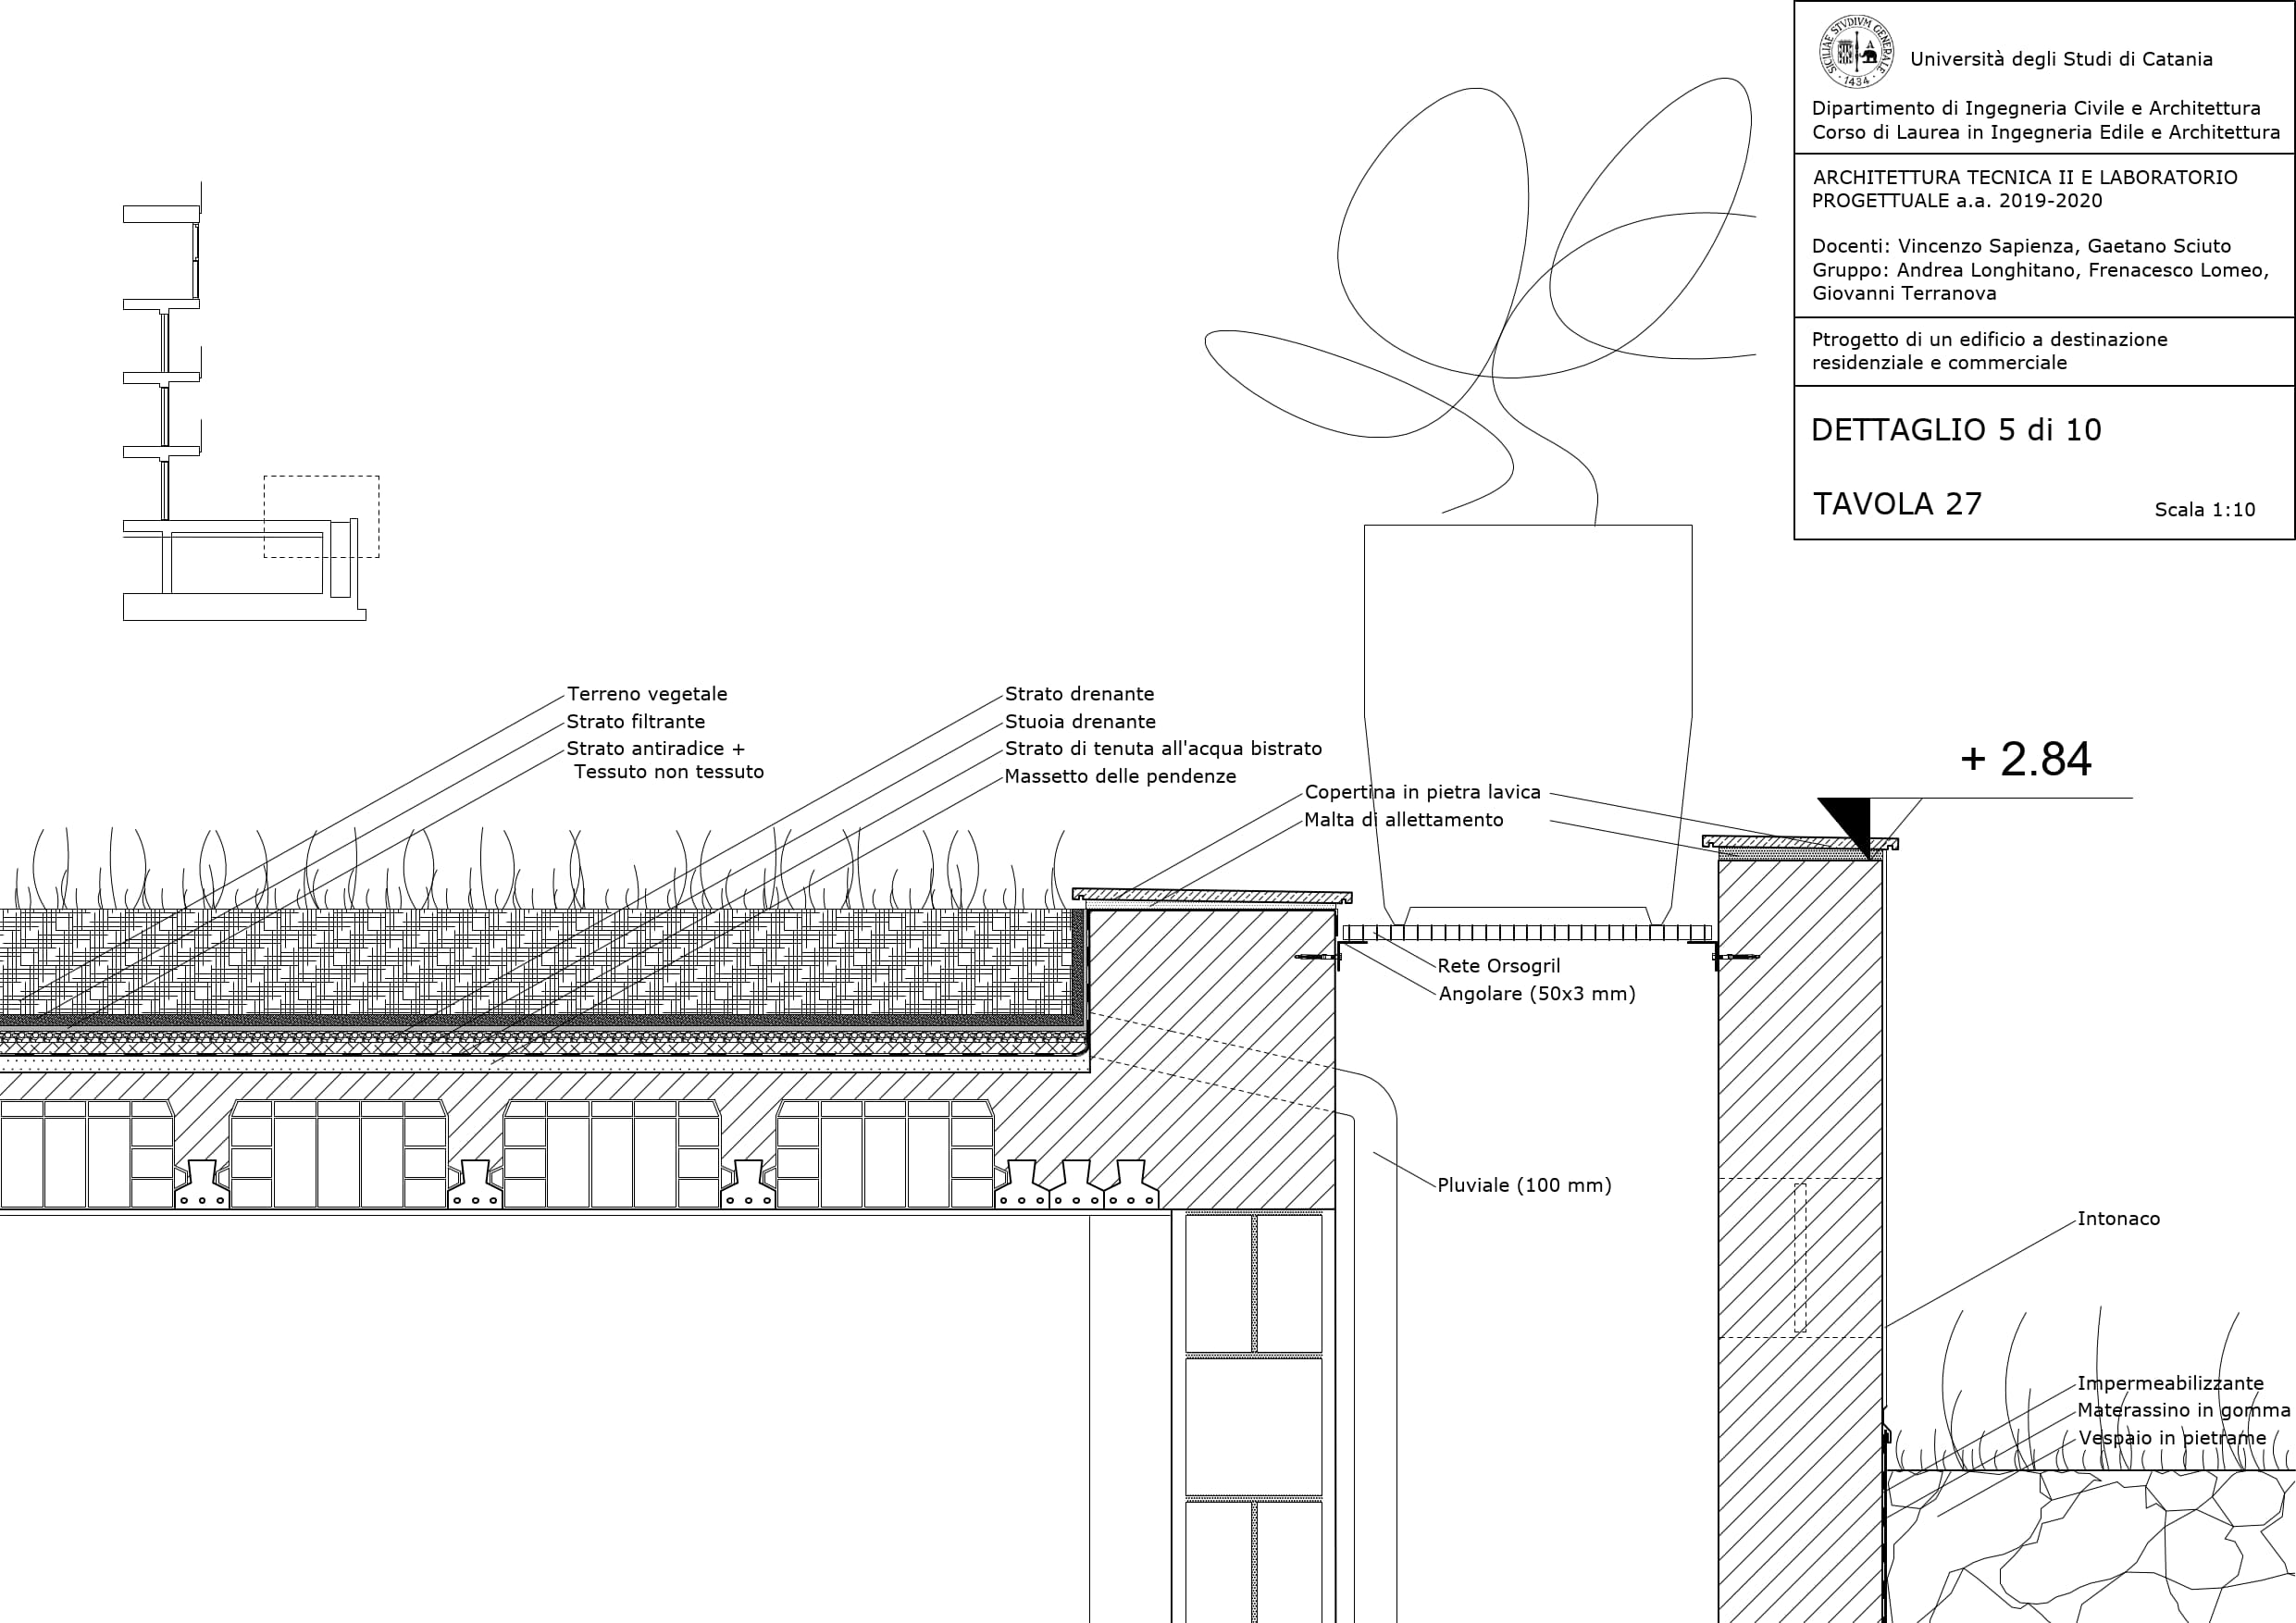 SICILIAE STVDIVM GENERALE
· 1434 ·
Università degli Studi di Catania
Dipartimento di Ingegneria Civile e Architettura
Corso di Laurea in Ingegneria Edile e Architettura
ARCHITETTURA TECNICA II E LABORATORIO
PROGETTUALE a.a. 2019-2020
Docenti: Vincenzo Sapienza, Gaetano Sciuto
Gruppo: Andrea Longhitano, Frenacesco Lomeo,
Giovanni Terranova
Ptrogetto di un edificio a destinazione
residenziale e commerciale
DETTAGLIO 5 di 10
TAVOLA 27
Scala 1:10
Terreno vegetale
Strato filtrante
Strato antiradice +
Tessuto non tessuto
Strato drenante
Stuoia drenante
Strato di tenuta all'acqua bistrato
Massetto delle pendenze
Copertina in pietra lavica
Malta di allettamento
+ 2.84
Rete Orsogril
Angolare (50x3 mm)
Pluviale (100 mm)
Intonaco
Impermeabilizzante
Materassino in gomma
Vespaio in pietrame